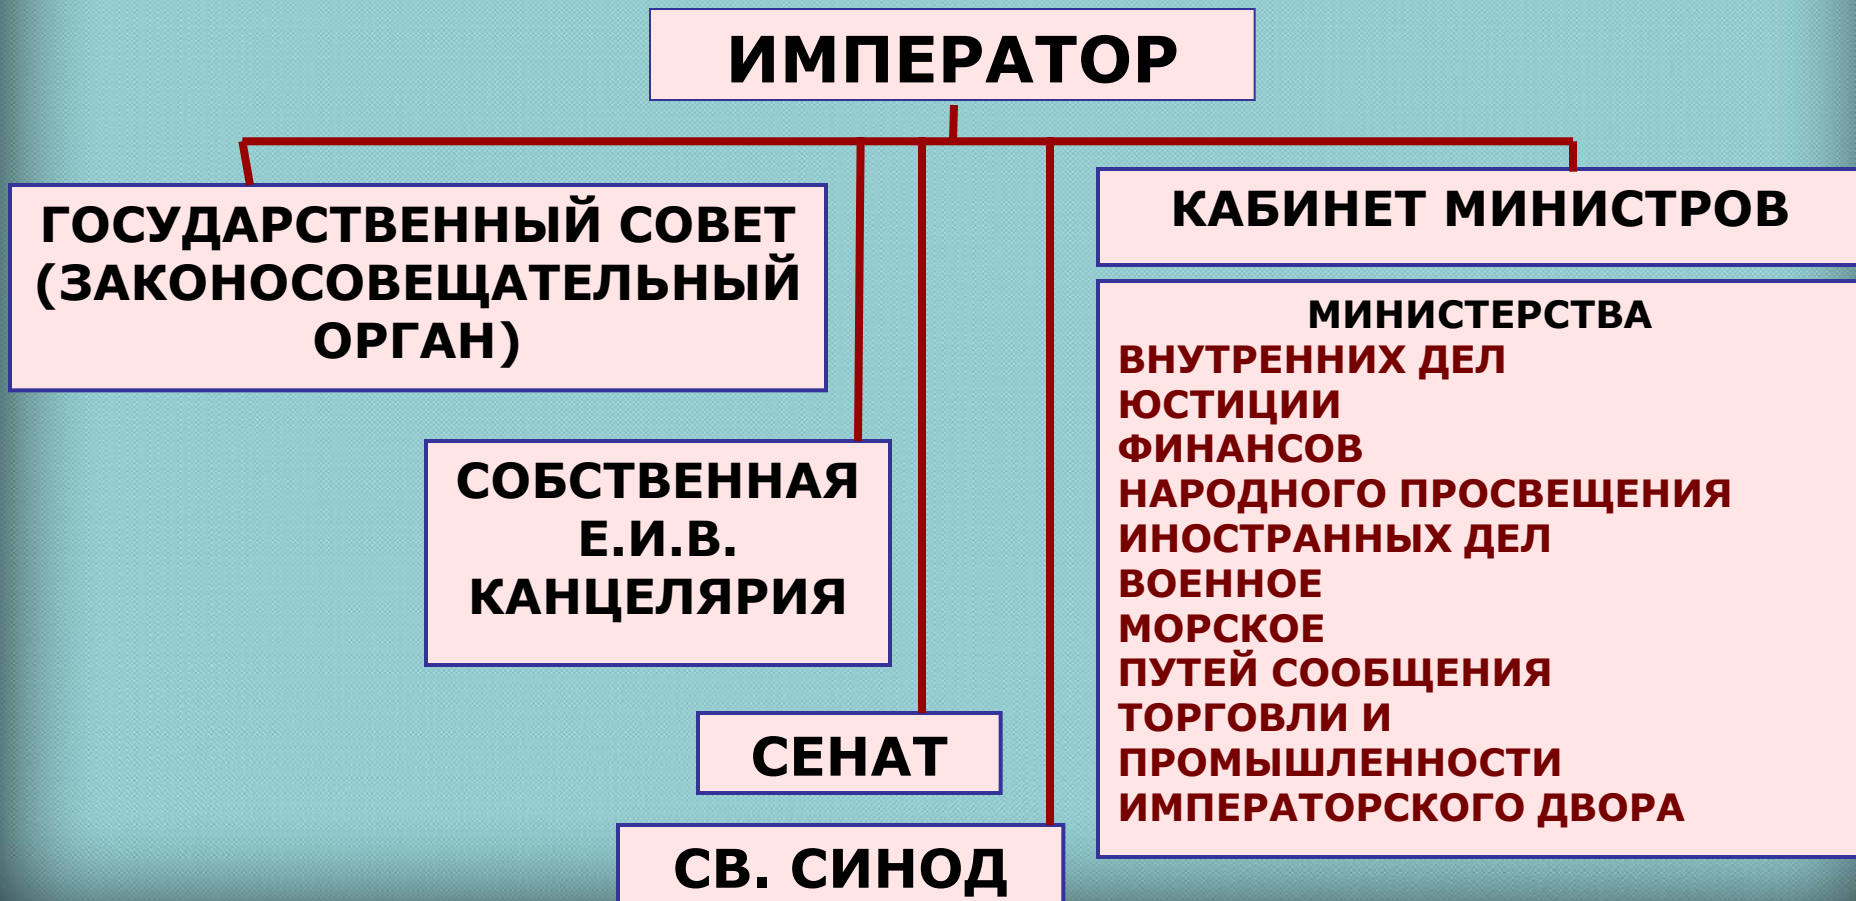 ИМПЕРАТОР
ГОСУДАРСТВЕННЫЙ СОВЕТ
(ЗАКОНОСОВЕЩАТЕЛЬНЫЙ
ОРГАН)
СОБСТВЕННАЯ
Е.И.В.
КАНЦЕЛЯРИЯ
СЕНАТ
СВ. СИНОД
КАБИНЕТ МИНИСТРОВ
МИНИСТЕРСТВА
ВНУТРЕННИХ ДЕЛ
ЮСТИЦИИ
ФИНАНСОВ
НАРОДНОГО ПРОСВЕЩЕНИЯ
ИНОСТРАННЫХ ДЕЛ
ВОЕННОЕ
МОРСКОЕ
ПУТЕЙ СООБЩЕНИЯ
ТОРГОВЛИ И
ПРОМЫШЛЕННОСТИ
ИМПЕРАТОРСКОГО ДВОРА